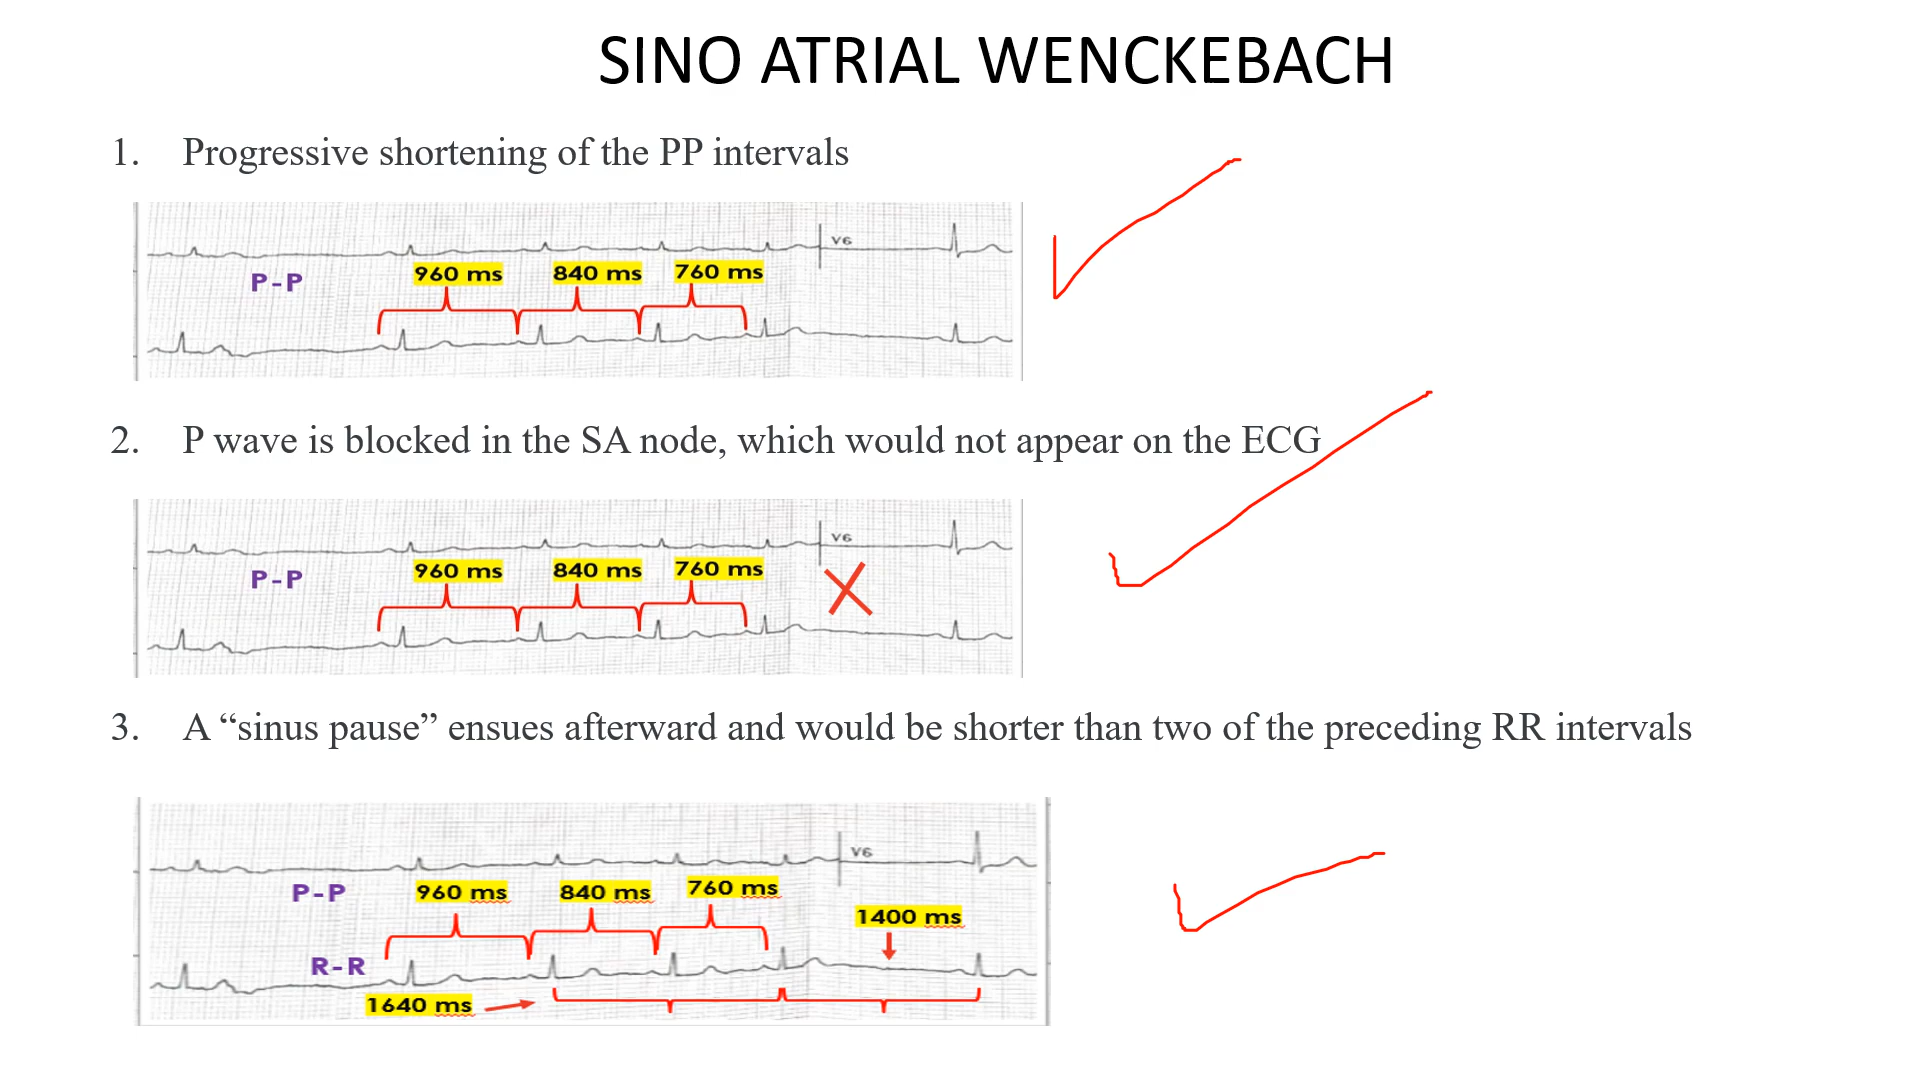 SINO ATRIAL WENCKEBACH
1. Progressive shortening of the PP intervals
V6
P-P 960 ms 840 ms 760 ms
2. P wave is blocked in the SA node, which would not appear on the ECG
V6
P-P 960 ms 840 ms 760 ms
3. A “sinus pause” ensues afterward and would be shorter than two of the preceding RR intervals
V6
P-P 960 ms 840 ms 760 ms
1400 ms
R-R
1640 ms